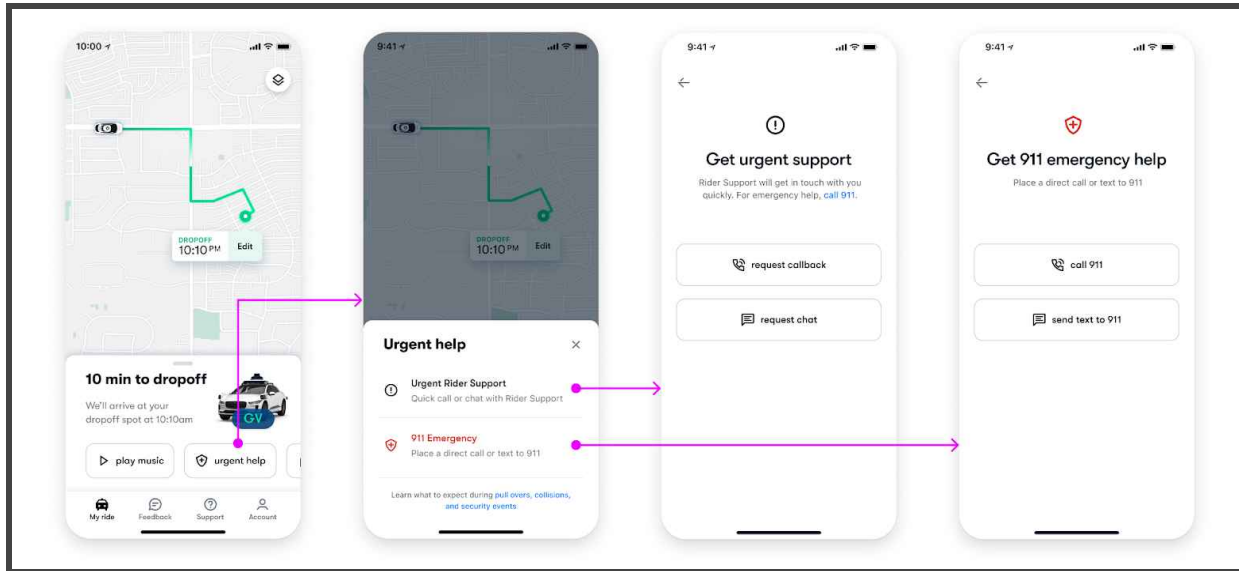 10:00
DROPOFF
10:10 PM
Edit
10 min to dropoff
We'll arrive at your
dropoff spot at 10:10am
GV
play music
urgent help
My ride
Feedback
Support
Account
9:41
DROPOFF
10:10 PM
Edit
Urgent help
Urgent Rider Support
Quick call or chat with Rider Support
911 Emergency
Place a direct call or text to 911
Learn what to expect during pull overs, collisions,
and security events.
9:41
Get urgent support
Rider Support will get in touch with you
quickly. For emergency help, call 911.
request callback
request chat
9:41
Get 911 emergency help
Place a direct call or text to 911
call 911
send text to 911